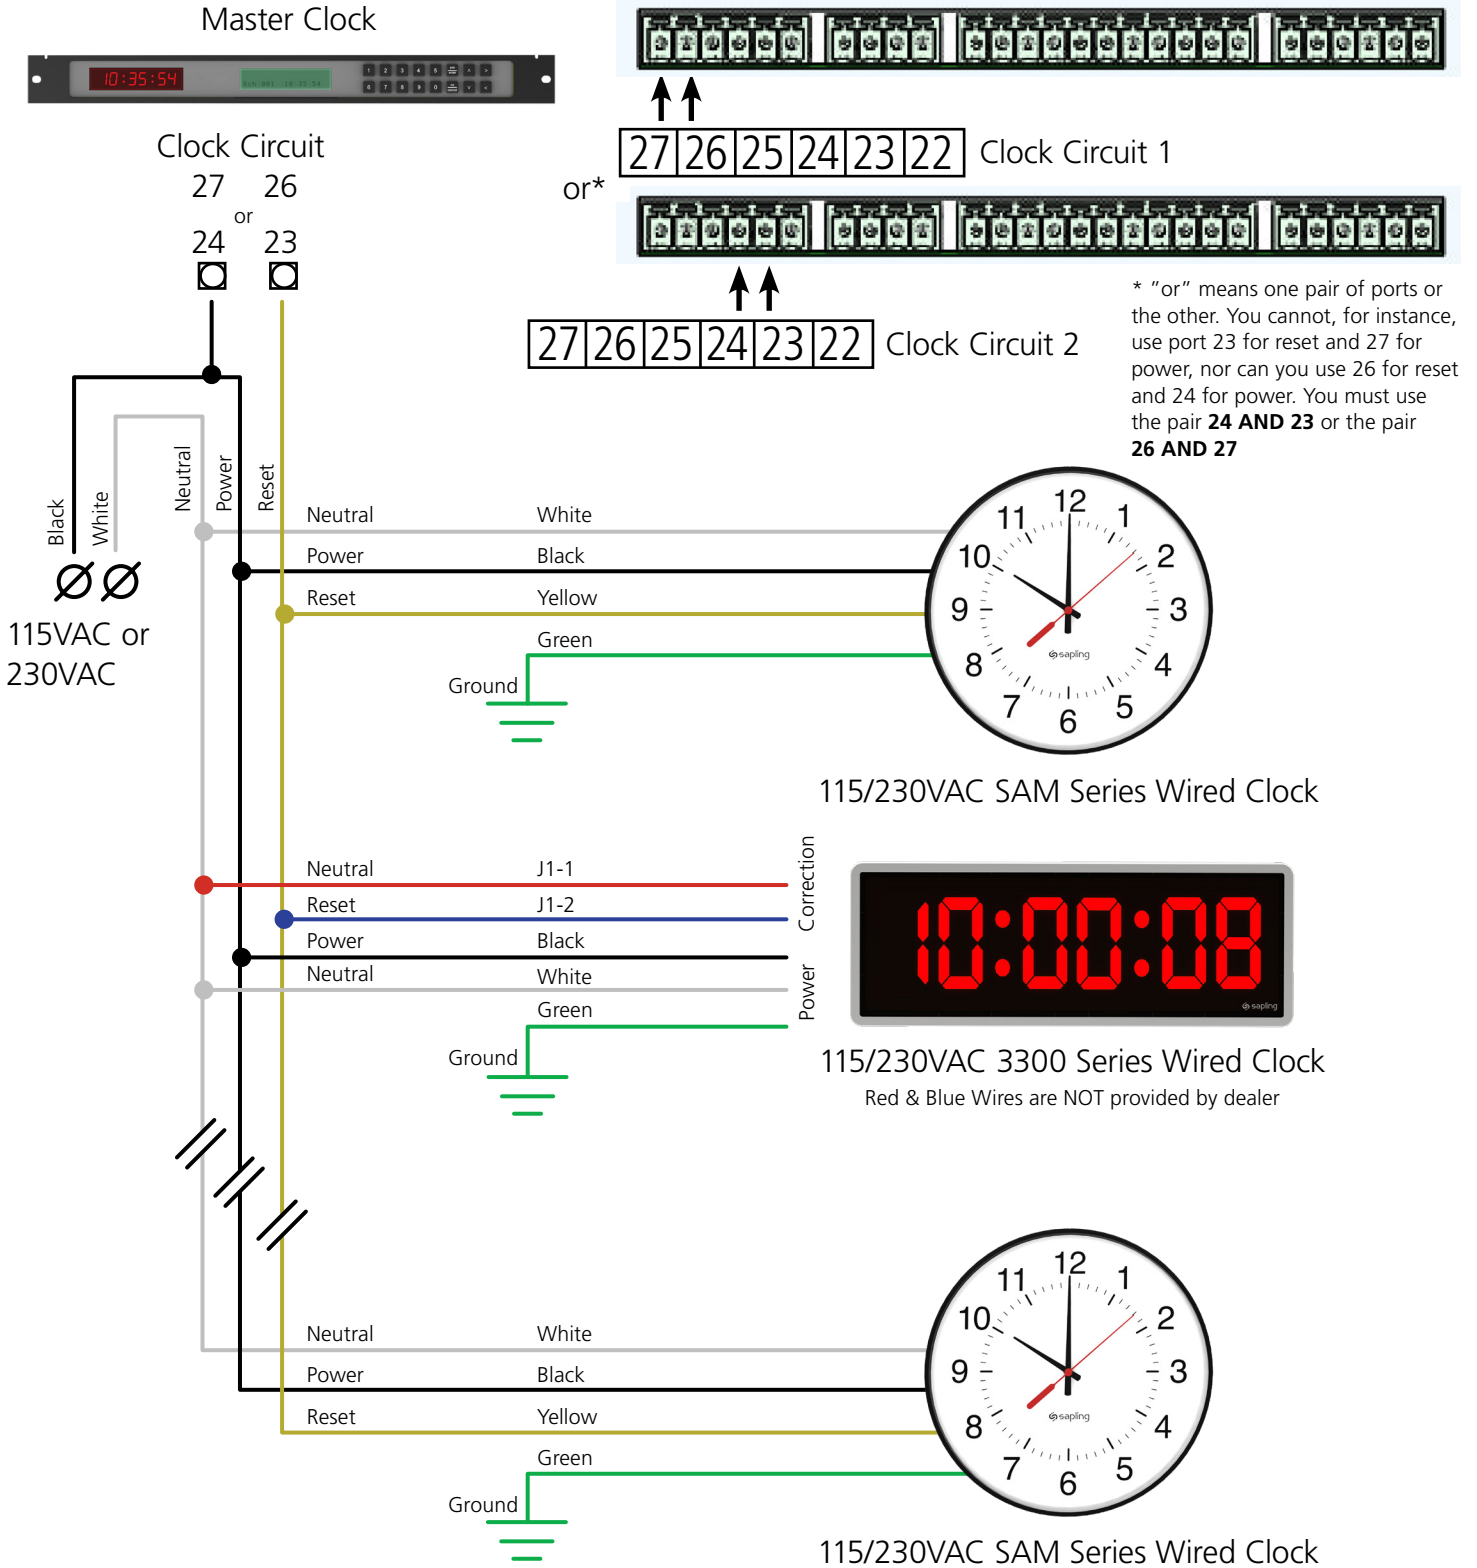 Master Clock
10:35:54
Clock Circuit
27 26
or
24 23
27 26 25 24 23 22 Clock Circuit 1
or*
27 26 25 24 23 22 Clock Circuit 2
* "or" means one pair of ports or
the other. You cannot, for instance,
use port 23 for reset and 27 for
power, nor can you use 26 for reset
and 24 for power. You must use
the pair 24 AND 23 or the pair
26 AND 27
Black
White
Neutral
Power
Reset
115VAC or
230VAC
Neutral White
Power Black
Reset Yellow
Green
Ground
12 1 2 3 4 5 6 7 8 9 10 11
sapling
115/230VAC SAM Series Wired Clock
Neutral J1-1
Reset J1-2
Power Black
Neutral White
Green
Ground
Correction
Power
10:00:08
sapling
115/230VAC 3300 Series Wired Clock
Red & Blue Wires are NOT provided by dealer
Neutral White
Power Black
Reset Yellow
Green
Ground
12 1 2 3 4 5 6 7 8 9 10 11
sapling
115/230VAC SAM Series Wired Clock